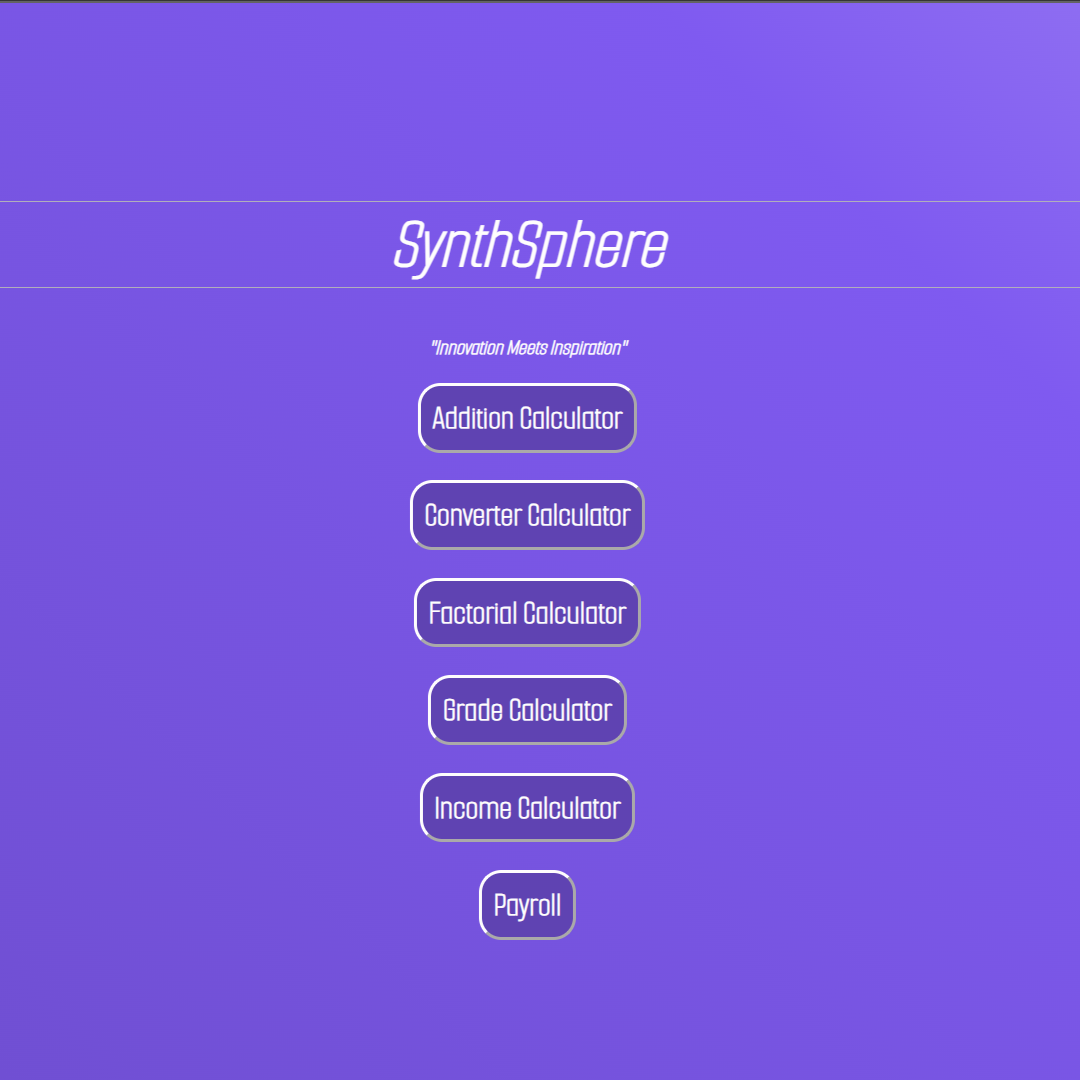 SynthSphere
"Innovation Meets Inspiration"
Addition Calculator
Converter Calculator
Factorial Calculator
Grade Calculator
Income Calculator
Payroll